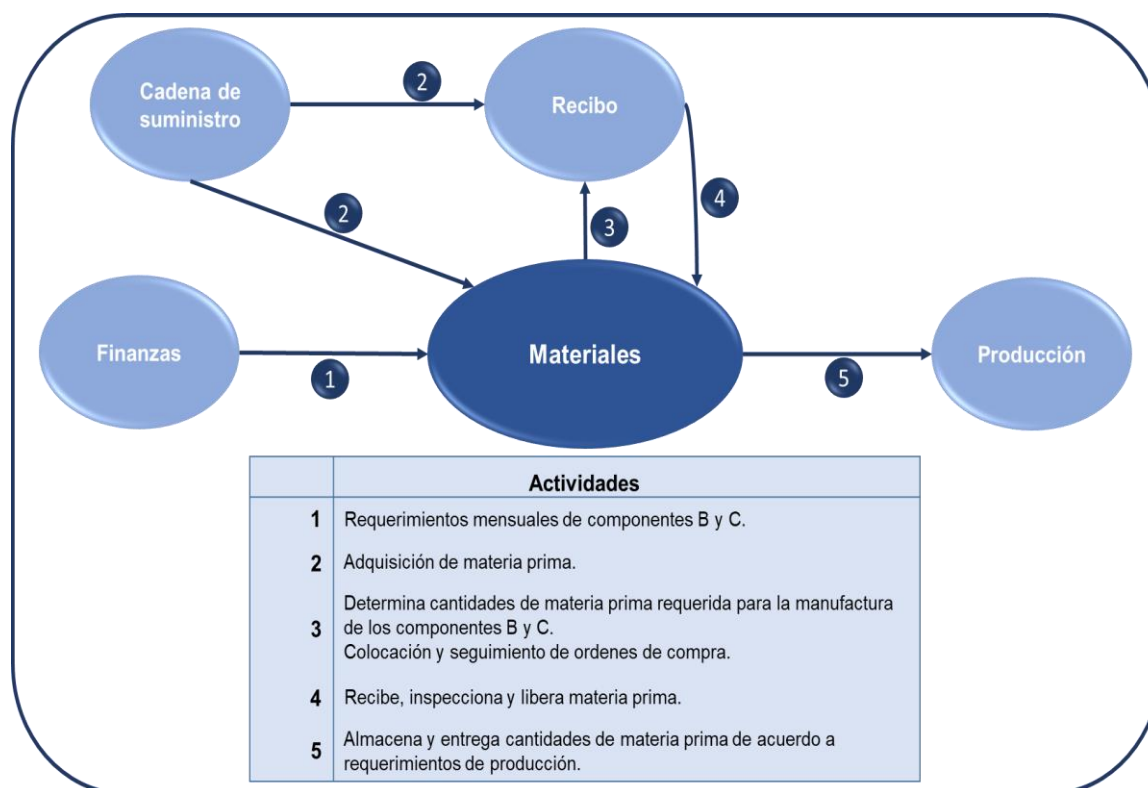 Cadena de
suministro
2
Recibo
2
3
4
Finanzas
1
Materiales
5
Producción
Actividades
1 Requerimientos mensuales de componentes B y C.
2 Adquisición de materia prima.
Determina cantidades de materia prima requerida para la manufactura
3 de los componentes B y C.
Colocación y seguimiento de ordenes de compra.
4 Recibe, inspecciona y libera materia prima.
5 Almacena y entrega cantidades de materia prima de acuerdo a
requerimientos de producción.